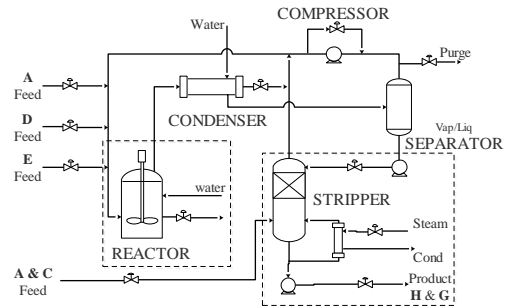 COMPRESSOR
Water
Purge
A
Feed
CONDENSER
D
Feed
Vap/Liq
SEPARATOR
E
Feed
water
STRIPPER
Steam
REACTOR
Cond
A & C
Feed
Product
H & G